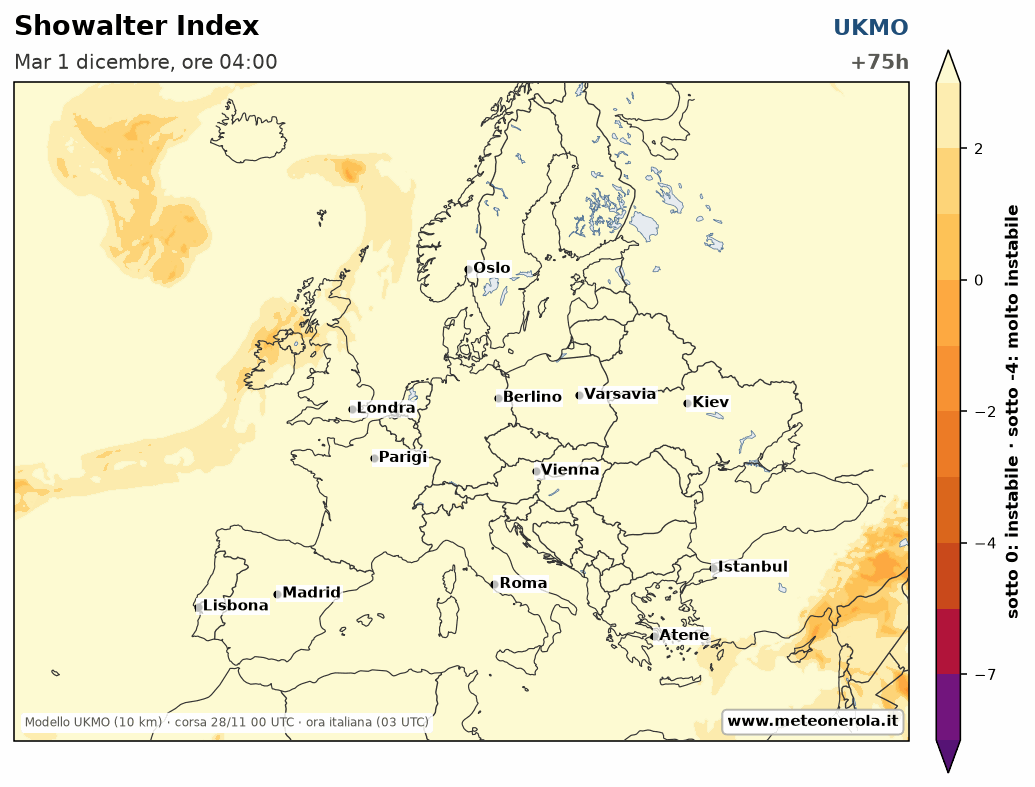 Showalter Index
UKMO
Mar 1 dicembre, ore 04:00
+75h
2
0
−2
−4
−7
sotto 0: instabile · sotto -4: molto instabile
Oslo
Berlino
Varsavia
Kiev
Londra
Parigi
Vienna
Istanbul
Roma
Madrid
Lisbona
Atene
Modello UKMO (10 km) · corsa 28/11 00 UTC · ora italiana (03 UTC)
www.meteonerola.it